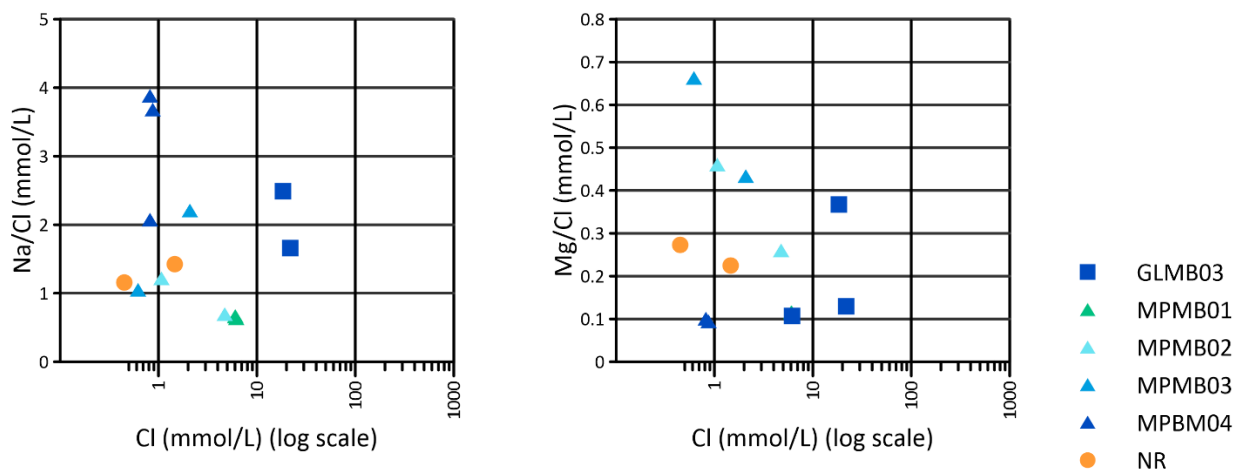 5
4
3
2
1
0
Na/Cl (mmol/L)
1
10
100
1000
Cl (mmol/L) (log scale)
0.8
0.7
0.6
0.5
0.4
0.3
0.2
0.1
0
Mg/Cl (mmol/L)
1
10
100
1000
Cl (mmol/L) (log scale)
GLMB03
MPMB01
MPMB02
MPMB03
MPBM04
NR